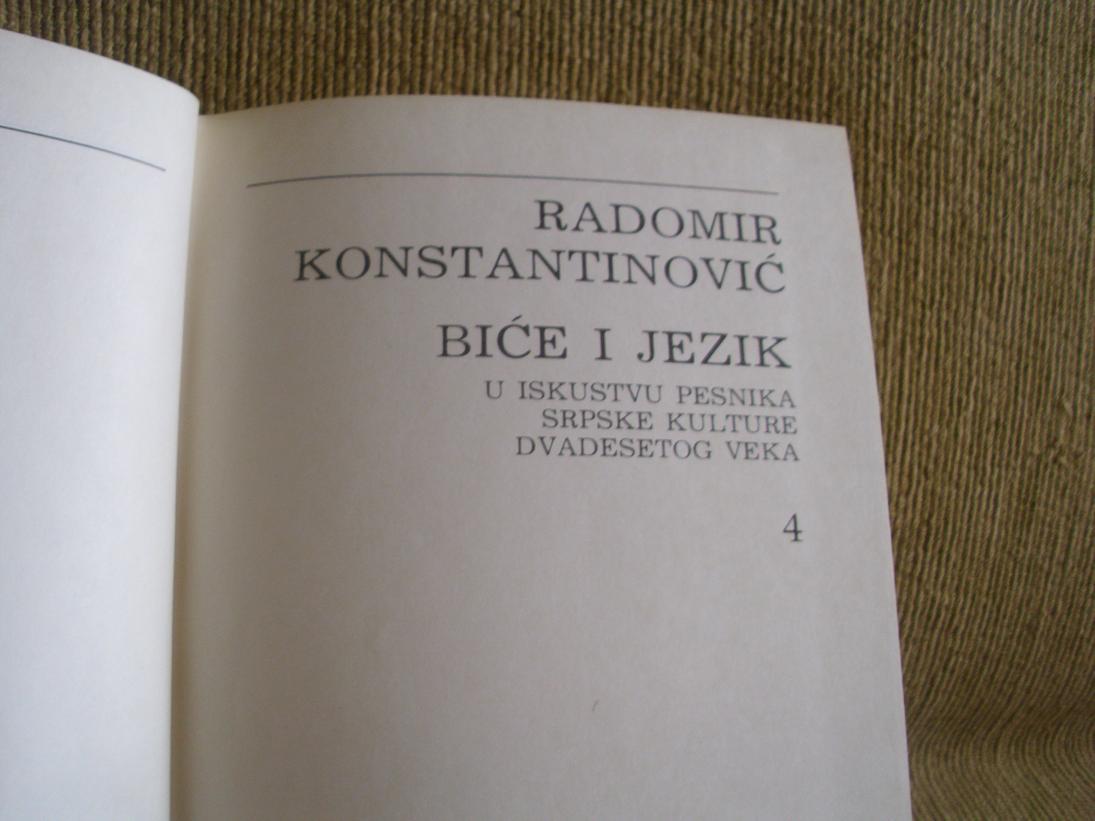 RADOMIR
KONSTANTINOVIĆ
BIĆE I JEZIK
U ISKUSTVU PESNIKA
SRPSKE KULTURE
DVADESETOG VEKA
4